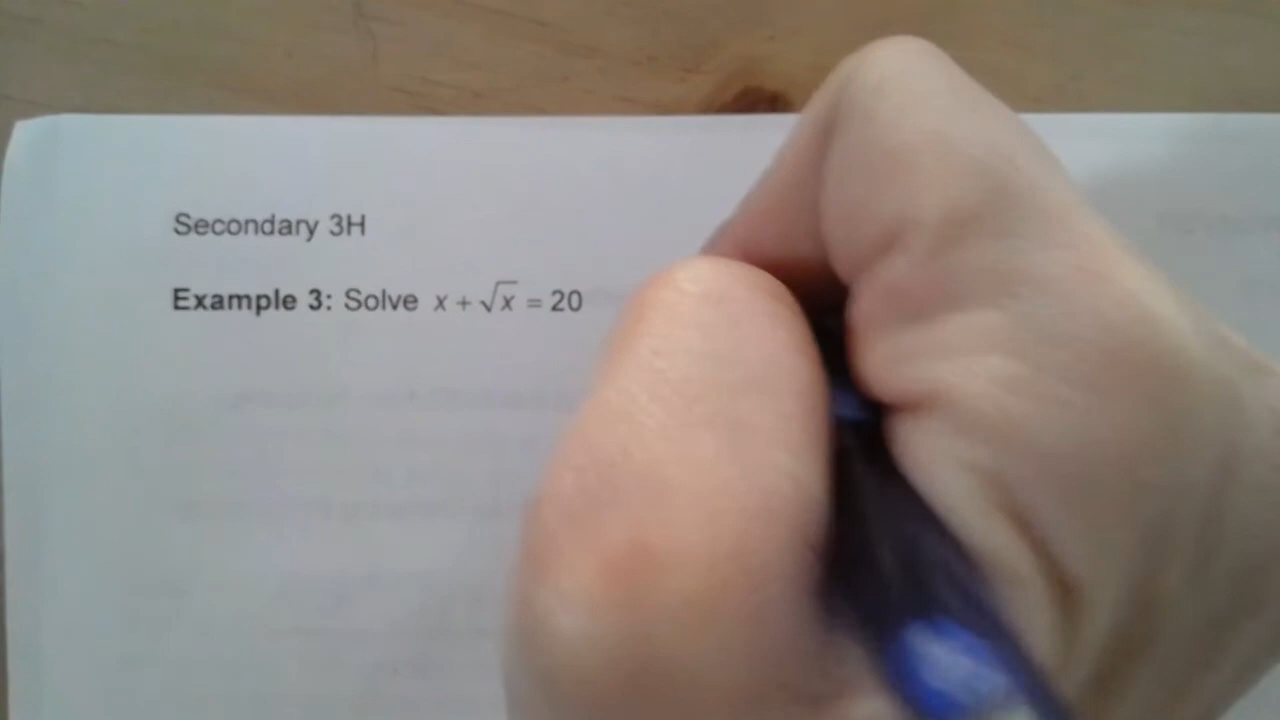 Secondary 3H
Example 3: Solve x + √x = 20